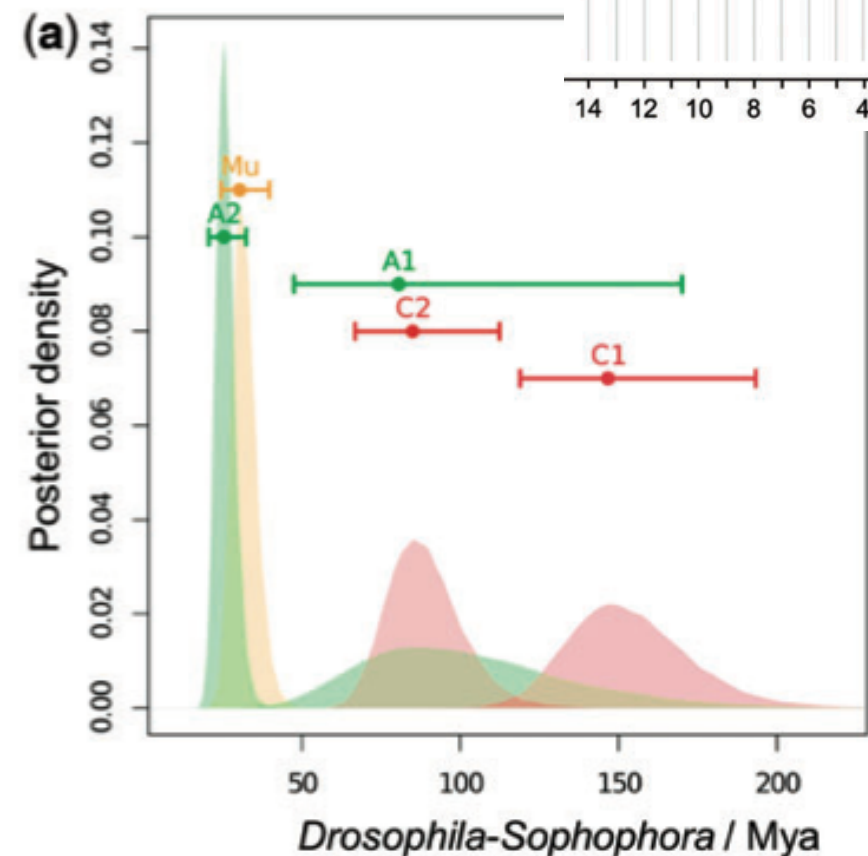 (a)
14 12 10 8 6 4
0.14
0.12
0.10
0.08
0.06
0.04
0.02
0.00
Posterior density
Mu
A2
A1
C2
C1
50 100 150 200
Drosophila-Sophophora / Mya